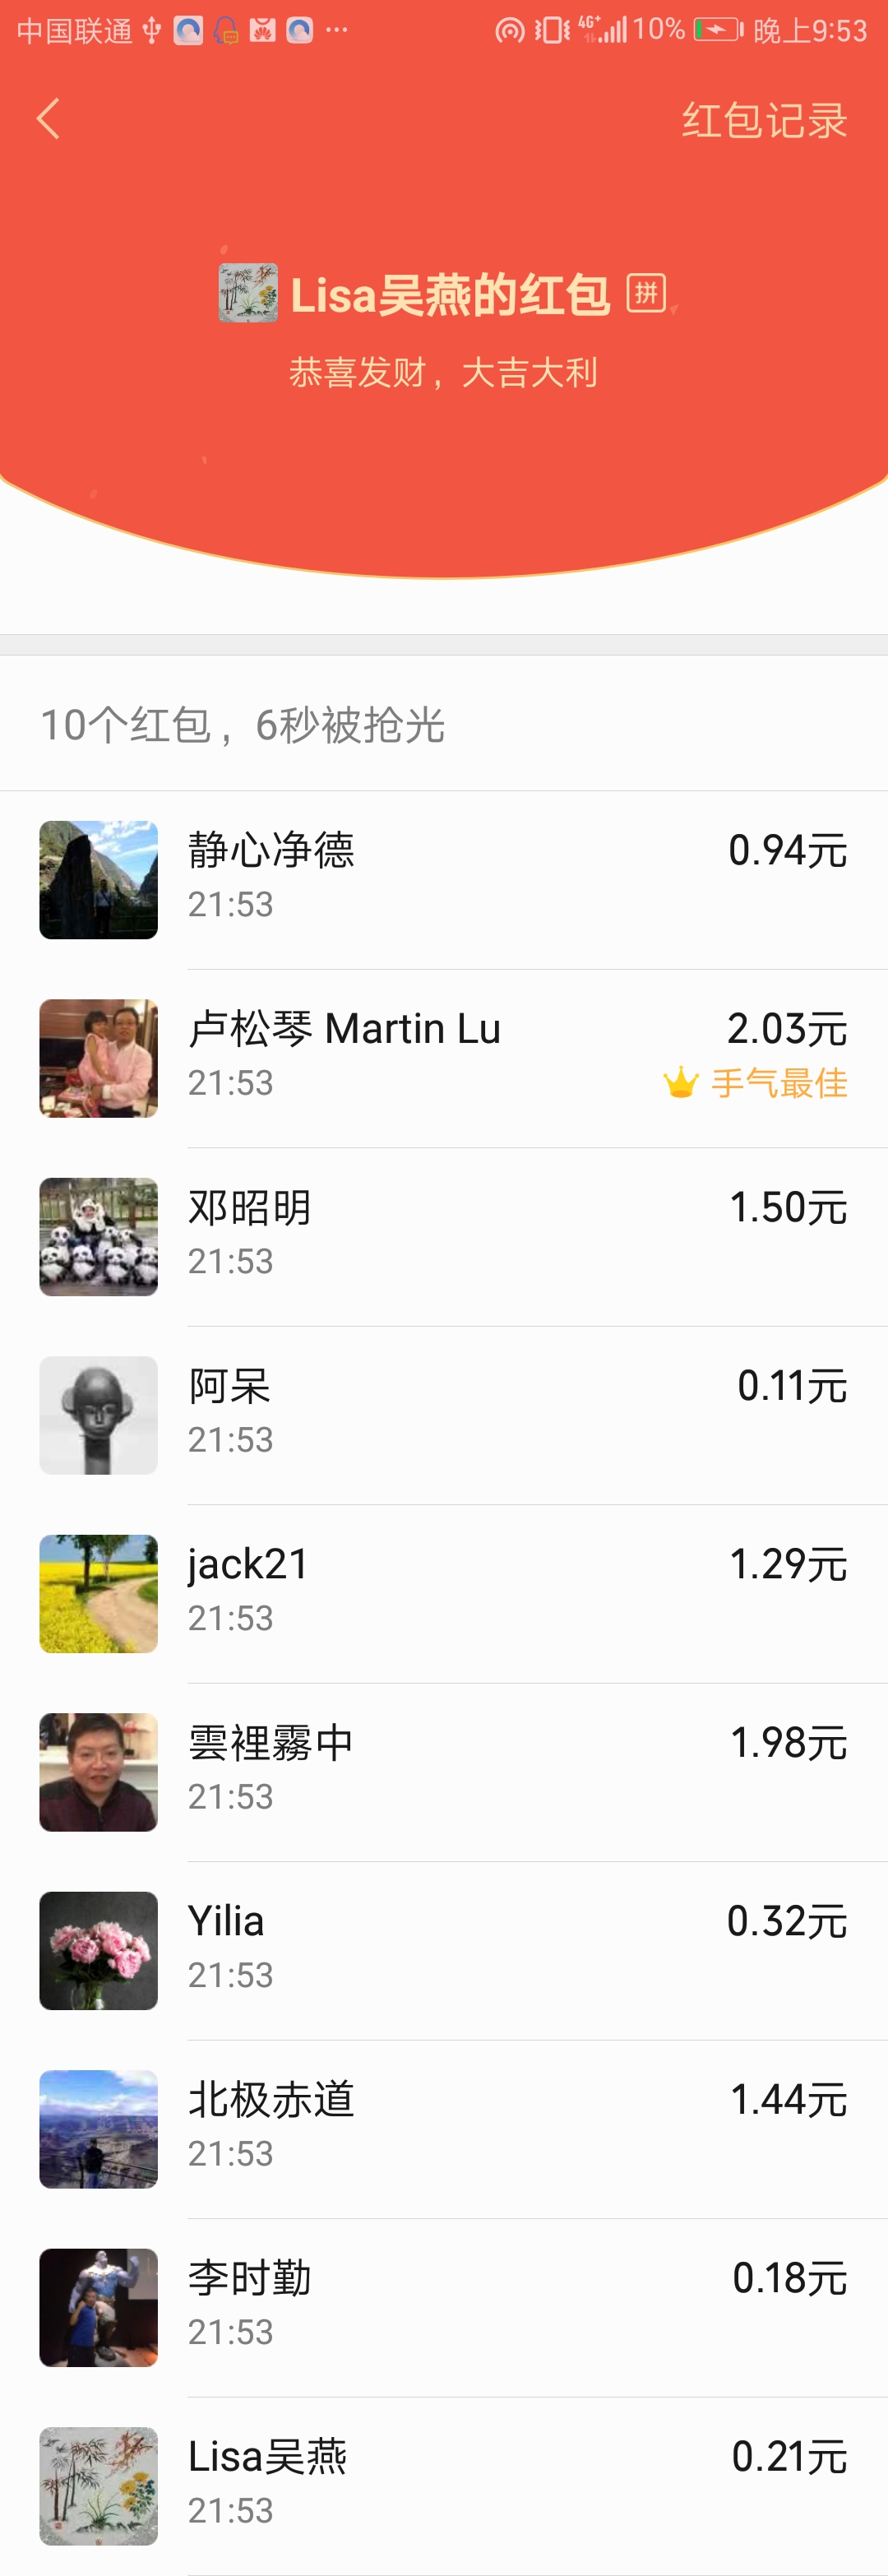 中国联通 ... 4G+ 10% 晚上9:53
红包记录
Lisa吴燕的红包 拼
恭喜发财，大吉大利
10个红包，6秒被抢光
静心净德 0.94元
21:53
卢松琴 Martin Lu 2.03元
21:53 手气最佳
邓昭明 1.50元
21:53
阿呆 0.11元
21:53
jack21 1.29元
21:53
雲裡霧中 1.98元
21:53
Yilia 0.32元
21:53
北极赤道 1.44元
21:53
李时勤 0.18元
21:53
Lisa吴燕 0.21元
21:53